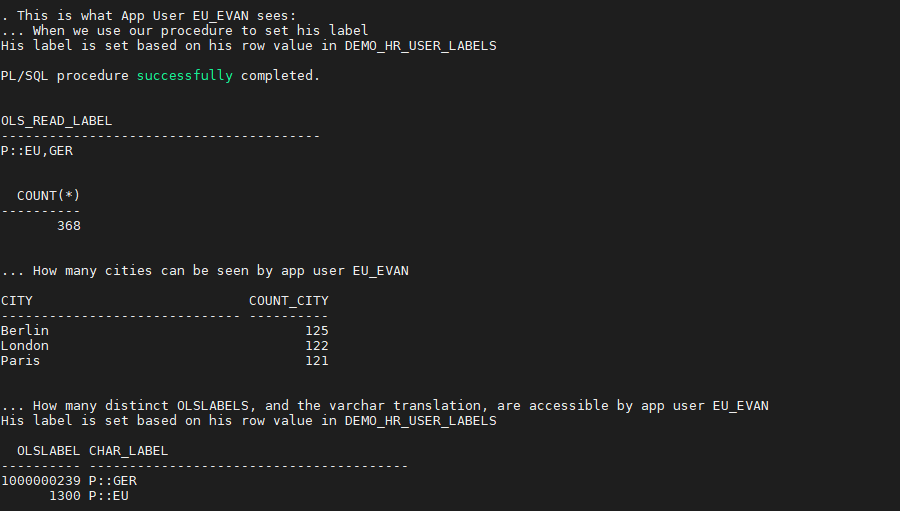 . This is what App User EU_EVAN sees:
... When we use our procedure to set his label
His label is set based on his row value in DEMO_HR_USER_LABELS
PL/SQL procedure successfully completed.
OLS_READ_LABEL
----------------------------------------
P::EU,GER
  COUNT(*)
----------
       368
... How many cities can be seen by app user EU_EVAN
CITY                           COUNT_CITY
------------------------------ ----------
Berlin                                125
London                                122
Paris                                 121
... How many distinct OLSLABELS, and the varchar translation, are accessible by app user EU_EVAN
His label is set based on his row value in DEMO_HR_USER_LABELS
  OLSLABEL CHAR_LABEL
---------- ----------------------------------------
1000000239 P::GER
      1300 P::EU